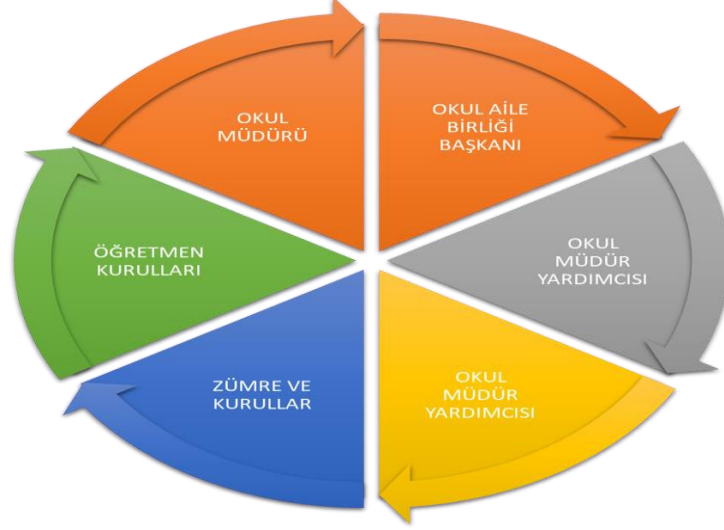 OKUL
MÜDÜRÜ
OKUL AİLE
BİRLİĞİ
BAŞKANI
OKUL
MÜDÜR
YARDIMCISI
OKUL
MÜDÜR
YARDIMCISI
ZÜMRE VE
KURULLAR
ÖĞRETMEN
KURULLARI